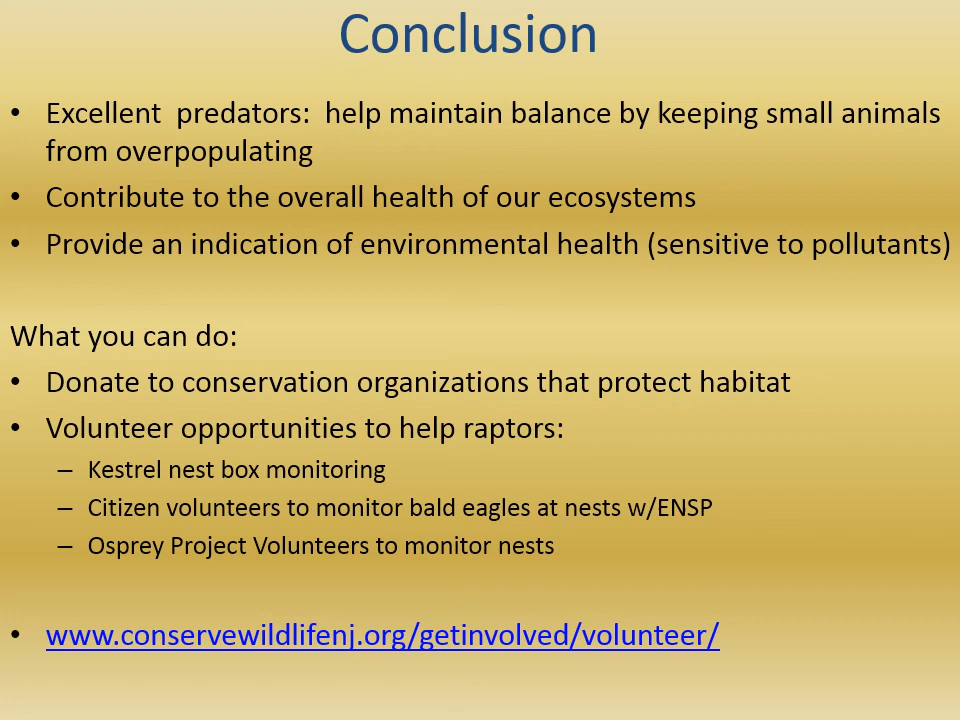 Conclusion
• Excellent  predators:  help maintain balance by keeping small animals
from overpopulating
• Contribute to the overall health of our ecosystems
• Provide an indication of environmental health (sensitive to pollutants)
What you can do:
• Donate to conservation organizations that protect habitat
• Volunteer opportunities to help raptors:
– Kestrel nest box monitoring
– Citizen volunteers to monitor bald eagles at nests w/ENSP
– Osprey Project Volunteers to monitor nests
• www.conservewildlifenj.org/getinvolved/volunteer/